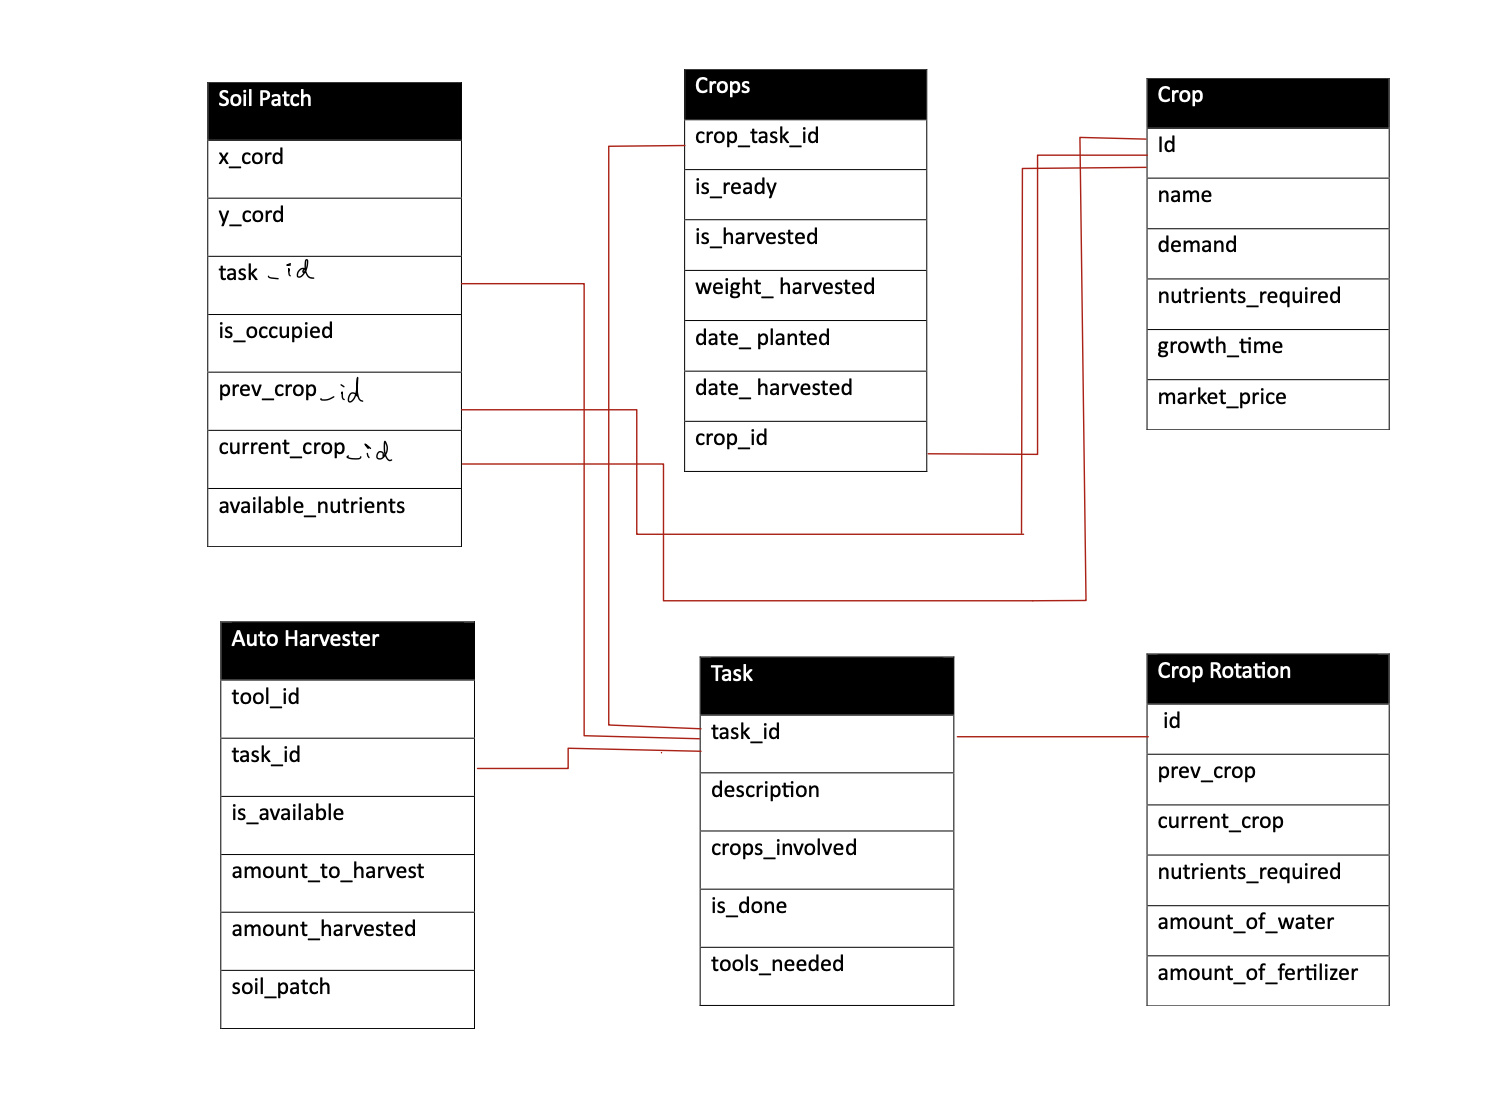 Soil Patch
x_cord
y_cord
task _id
is_occupied
prev_crop_id
current_crop_id
available_nutrients
Crops
crop_task_id
is_ready
is_harvested
weight_ harvested
date_ planted
date_ harvested
crop_id
Crop
Id
name
demand
nutrients_required
growth_time
market_price
Auto Harvester
tool_id
task_id
is_available
amount_to_harvest
amount_harvested
soil_patch
Task
task_id
description
crops_involved
is_done
tools_needed
Crop Rotation
id
prev_crop
current_crop
nutrients_required
amount_of_water
amount_of_fertilizer